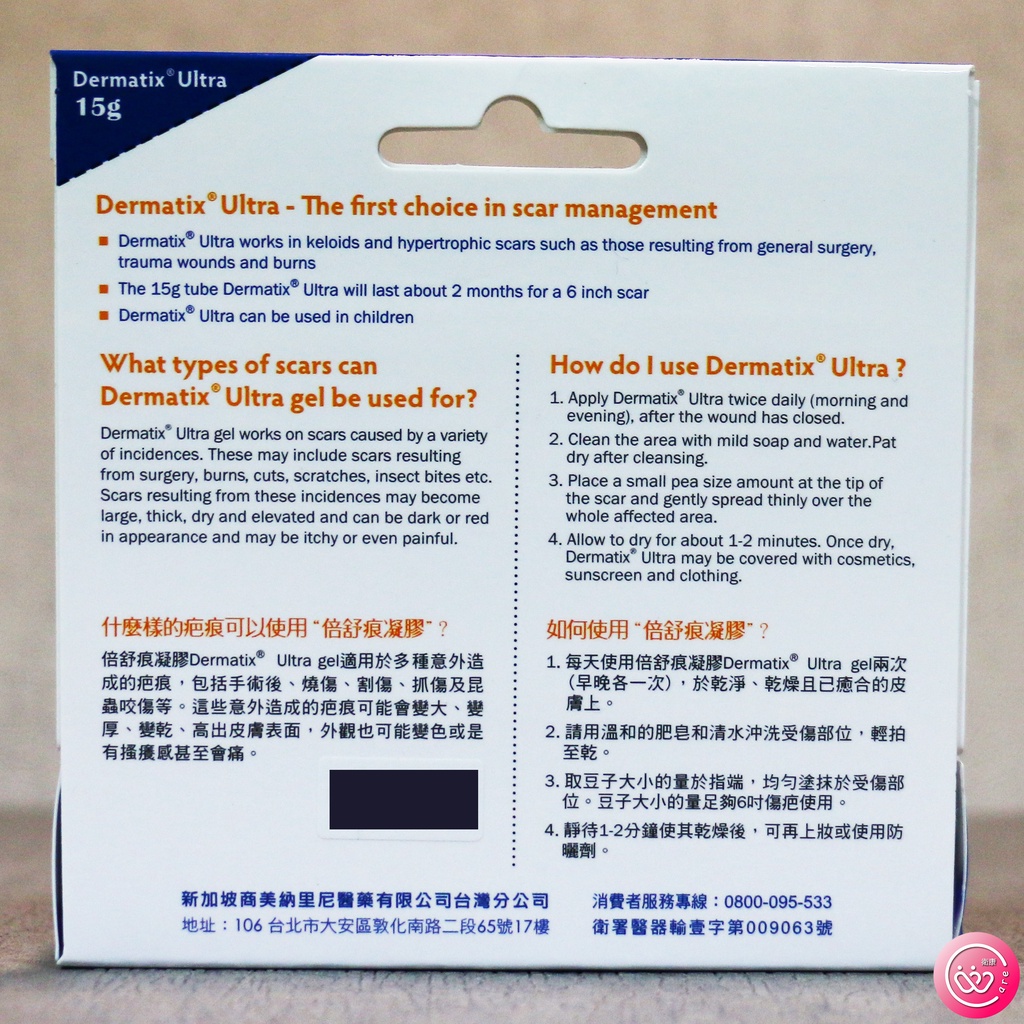 Dermatix® Ultra
15g
Dermatix® Ultra - The first choice in scar management
■ Dermatix® Ultra works in keloids and hypertrophic scars such as those resulting from general surgery,
trauma wounds and burns
■ The 15g tube Dermatix® Ultra will last about 2 months for a 6 inch scar
■ Dermatix® Ultra can be used in children
What types of scars can
Dermatix® Ultra gel be used for?
Dermatix® Ultra gel works on scars caused by a variety
of incidences. These may include scars resulting
from surgery, burns, cuts, scratches, insect bites etc.
Scars resulting from these incidences may become
large, thick, dry and elevated and can be dark or red
in appearance and may be itchy or even painful.
How do I use Dermatix® Ultra ?
1. Apply Dermatix® Ultra twice daily (morning and
evening), after the wound has closed.
2. Clean the area with mild soap and water.Pat
dry after cleansing.
3. Place a small pea size amount at the tip of
the scar and gently spread thinly over the
whole affected area.
4. Allow to dry for about 1-2 minutes. Once dry,
Dermatix® Ultra may be covered with cosmetics,
sunscreen and clothing.
什麼樣的疤痕可以使用“倍舒痕凝膠”？
倍舒痕凝膠Dermatix® Ultra gel適用於多種意外造
成的疤痕，包括手術後、燒傷、割傷、抓傷及昆
蟲咬傷等。這些意外造成的疤痕可能會變大、變
厚、變乾、高出皮膚表面，外觀也可能變色或是
有搔癢感甚至會痛。
如何使用“倍舒痕凝膠”？
1. 每天使用倍舒痕凝膠Dermatix® Ultra gel兩次
（早晚各一次），於乾淨、乾燥且已癒合的皮
膚上。
2. 請用溫和的肥皂和清水沖洗受傷部位，輕拍
至乾。
3. 取豆子大小的量於指端，均勻塗抹於受傷部
位。豆子大小的量足夠6吋傷疤使用。
4. 靜待1-2分鐘使其乾燥後，可再上妝或使用防
曬劑。
新加坡商美納里尼醫藥有限公司台灣分公司
地址：106 台北市大安區敦化南路二段65號17樓
消費者服務專線：0800-095-533
衛署醫器輸壹字第009063號
衛康
Care